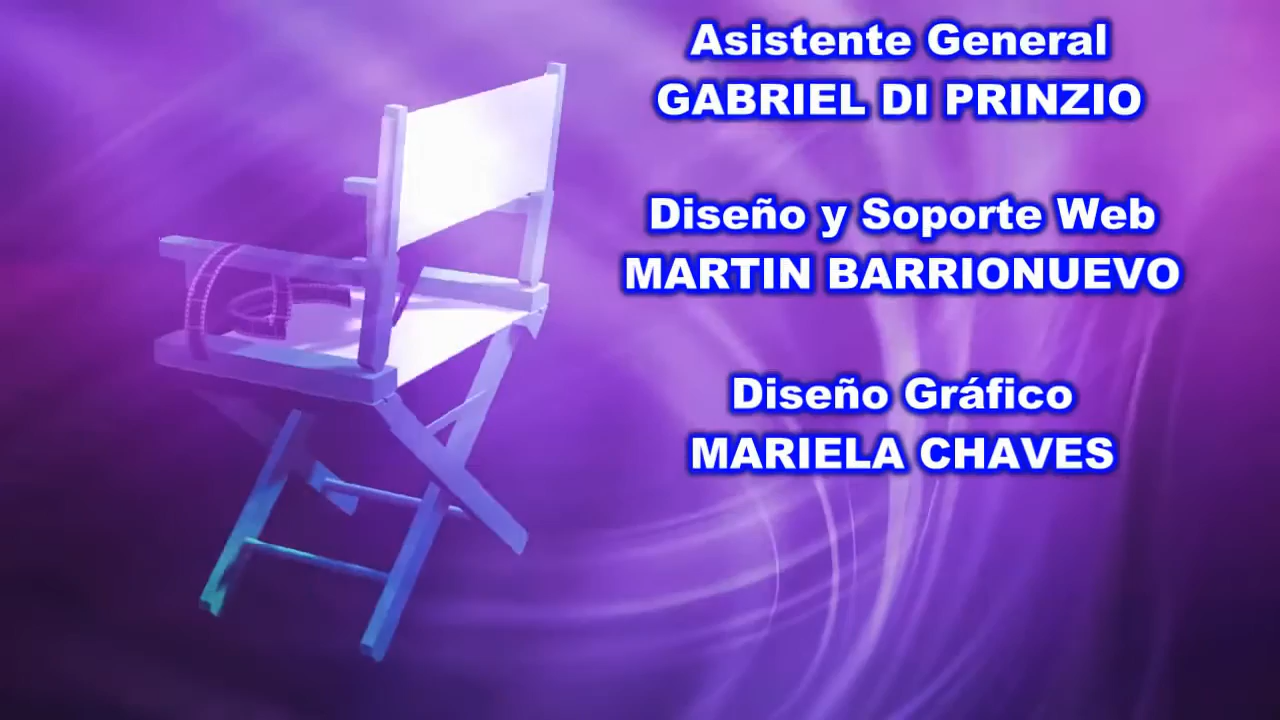 Asistente General
GABRIEL DI PRINZIO
Diseño y Soporte Web
MARTIN BARRIONUEVO
Diseño Gráfico
MARIELA CHAVES